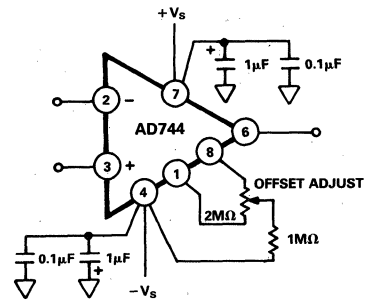 +VS
+
1µF
0.1µF
7
2
−
AD744
6
8
3
+
1
OFFSET ADJUST
4
2MΩ
1MΩ
0.1µF
1µF
+
−VS